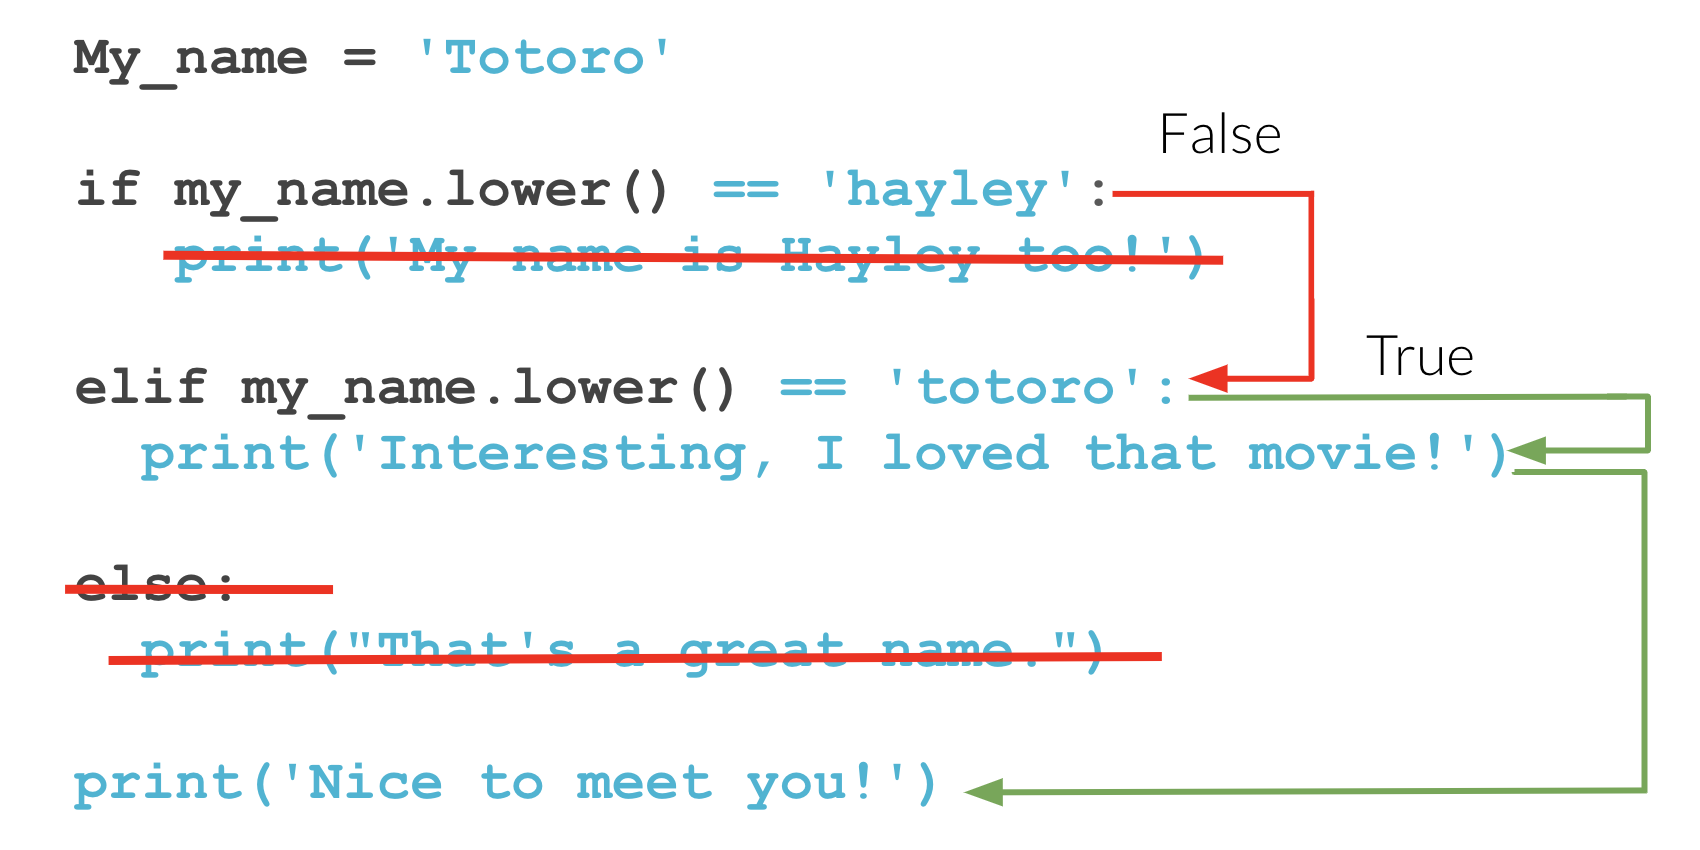 My_name = 'Totoro'
False
if my_name.lower() == 'hayley':
print('My name is Hayley too!')
True
elif my_name.lower() == 'totoro':
print('Interesting, I loved that movie!')
else:
print("That's a great name.")
print('Nice to meet you!')